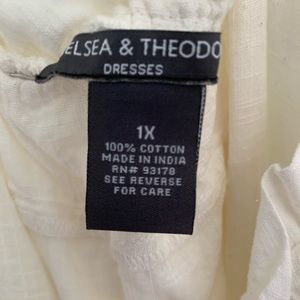 ELSEA & THEODO
DRESSES
1X
100% COTTON
MADE IN INDIA
RN# 93178
SEE REVERSE
FOR CARE